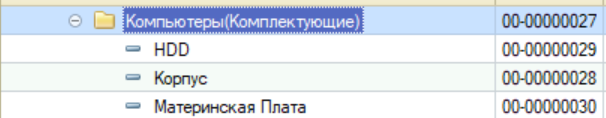 Компьютеры(Комплектующие) 00-00000027
HDD 00-00000029
Корпус 00-00000028
Материнская Плата 00-00000030